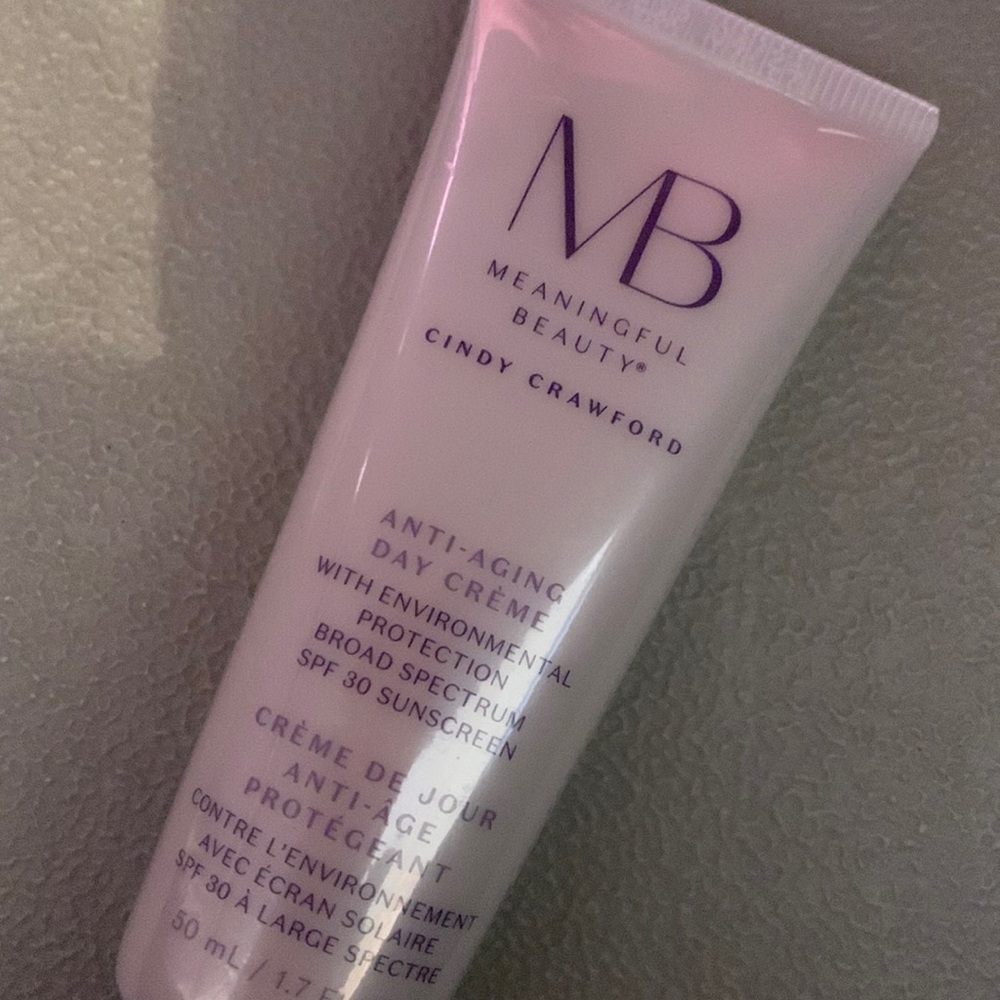 MB
MEANINGFUL
BEAUTY®
CINDY CRAWFORD
ANTI-AGING
DAY CRÈME
WITH ENVIRONMENTAL
PROTECTION
BROAD SPECTRUM
SPF 30 SUNSCREEN
CRÈME DE JOUR
ANTI-ÂGE
PROTÉGEANT
CONTRE L'ENVIRONNEMENT
AVEC ÉCRAN SOLAIRE
SPF 30 À LARGE SPECTRE
50 mL / 1.7